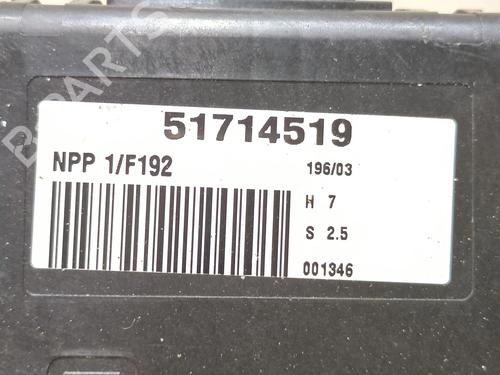 51714519
NPP 1/F192
196/03
H 7
S 2.5
001346
B-PARTS